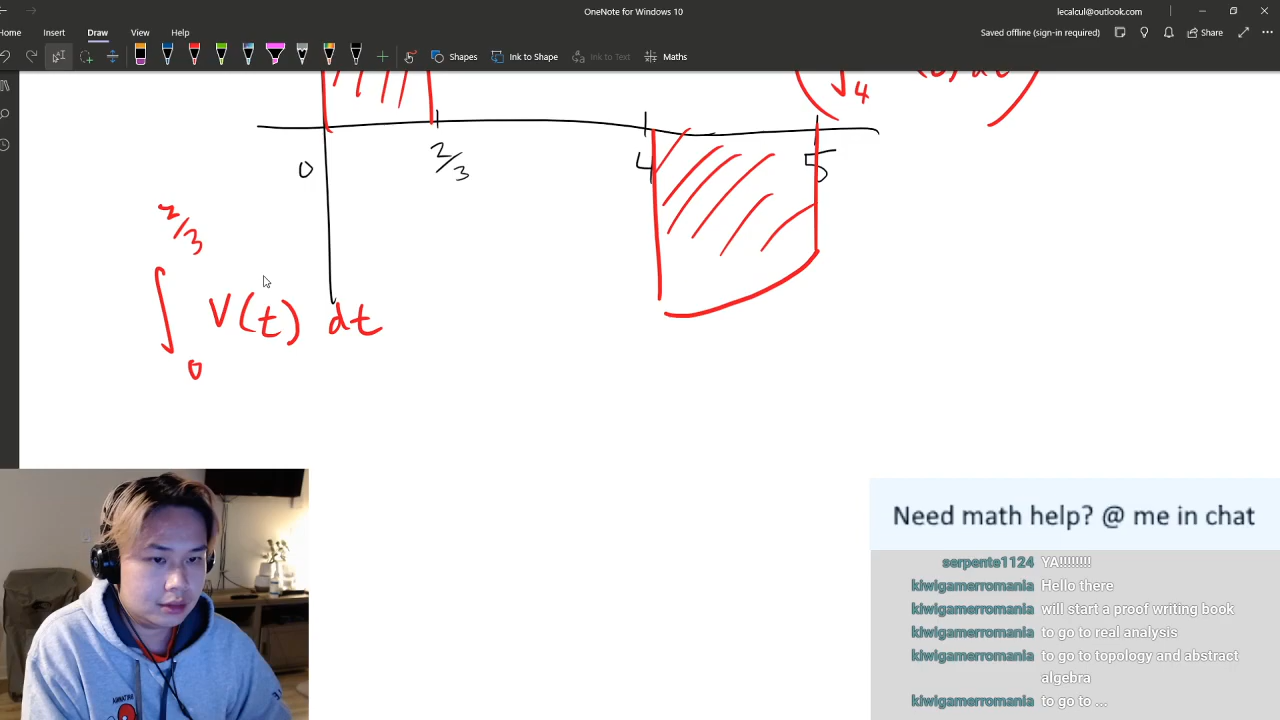 OneNote for Windows 10
lecalcul@outlook.com
Home Insert Draw View Help
Saved offline (sign-in required)
Share
Shapes Ink to Shape Ink to Text Maths
∫4 (t) dt
0 2/3 4 5
2/3
∫ V(t) dt
0
Need math help? @ me in chat
serpente1124 YA!!!!!!!!
kiwigamerromania Hello there
kiwigamerromania will start a proof writing book
kiwigamerromania to go to real analysis
kiwigamerromania to go to topology and abstract
algebra
kiwigamerromania to go to ...